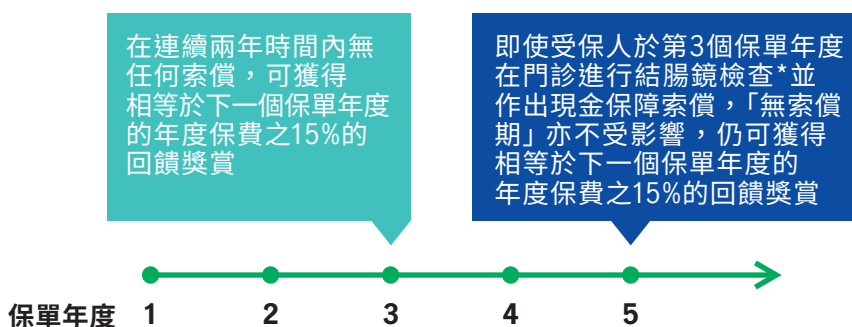 在連續兩年時間內無
任何索償，可獲得
相等於下一個保單年度
的年度保費之15%的
回饋獎賞
即使受保人於第3個保單年度
在門診進行結腸鏡檢查*並
作出現金保障索償，「無索償
期」亦不受影響，仍可獲得
相等於下一個保單年度的
年度保費之15%的回饋獎賞
保單年度 1 2 3 4 5